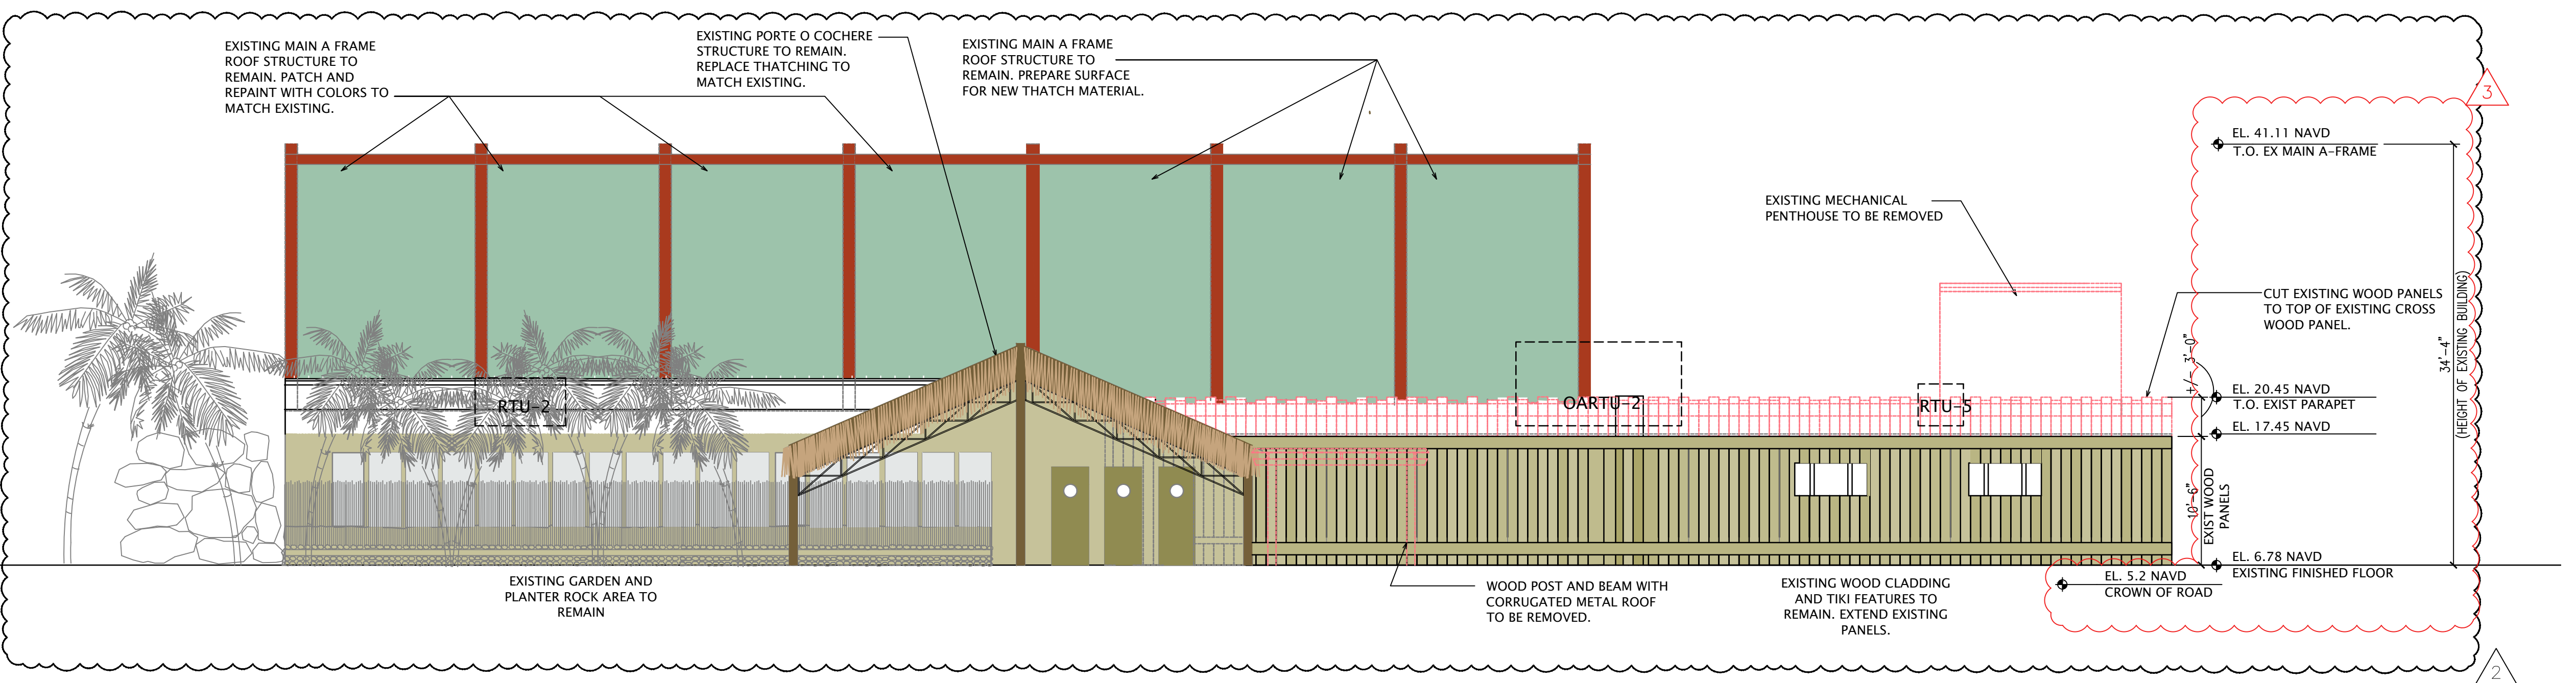 EXISTING MAIN A FRAME
ROOF STRUCTURE TO
REMAIN. PATCH AND
REPAINT WITH COLORS TO
MATCH EXISTING.
EXISTING PORTE O COCHERE
STRUCTURE TO REMAIN.
REPLACE THATCHING TO
MATCH EXISTING.
EXISTING MAIN A FRAME
ROOF STRUCTURE TO
REMAIN. PREPARE SURFACE
FOR NEW THATCH MATERIAL.
3
EL. 41.11 NAVD
T.O. EX MAIN A-FRAME
EXISTING MECHANICAL
PENTHOUSE TO BE REMOVED
CUT EXISTING WOOD PANELS
TO TOP OF EXISTING CROSS
WOOD PANEL.
34'-4"
(HEIGHT OF EXISTING BUILDING)
+/- 3'-0"
EL. 20.45 NAVD
T.O. EXIST PARAPET
EL. 17.45 NAVD
RTU-2
OARTU-2
RTU-5
10'-6"
EXIST WOOD
PANELS
EL. 6.78 NAVD
EXISTING FINISHED FLOOR
EL. 5.2 NAVD
CROWN OF ROAD
EXISTING GARDEN AND
PLANTER ROCK AREA TO
REMAIN
WOOD POST AND BEAM WITH
CORRUGATED METAL ROOF
TO BE REMOVED.
EXISTING WOOD CLADDING
AND TIKI FEATURES TO
REMAIN. EXTEND EXISTING
PANELS.
2